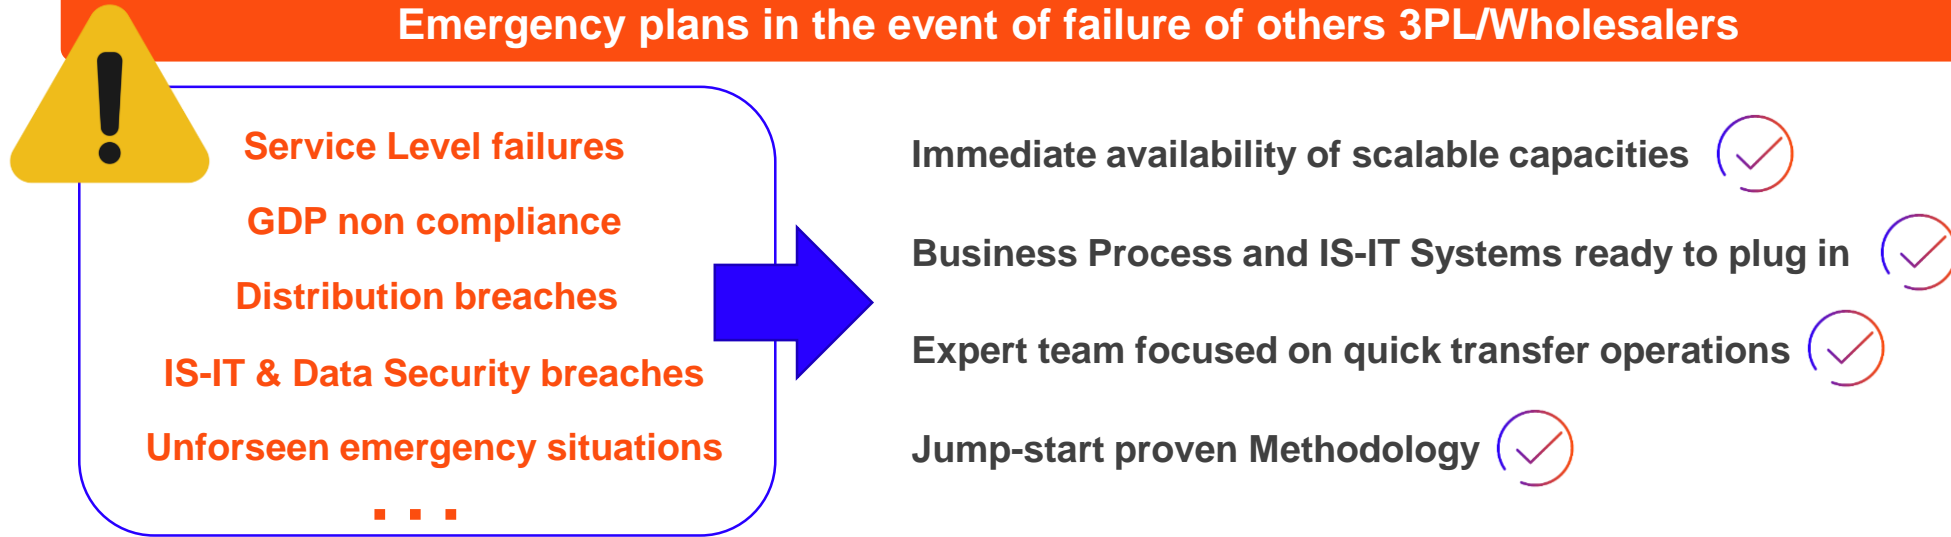 Emergency plans in the event of failure of others 3PL/Wholesalers
Service Level failures
GDP non compliance
Distribution breaches
IS-IT & Data Security breaches
Unforseen emergency situations
. . .
Immediate availability of scalable capacities
Business Process and IS-IT Systems ready to plug in
Expert team focused on quick transfer operations
Jump-start proven Methodology